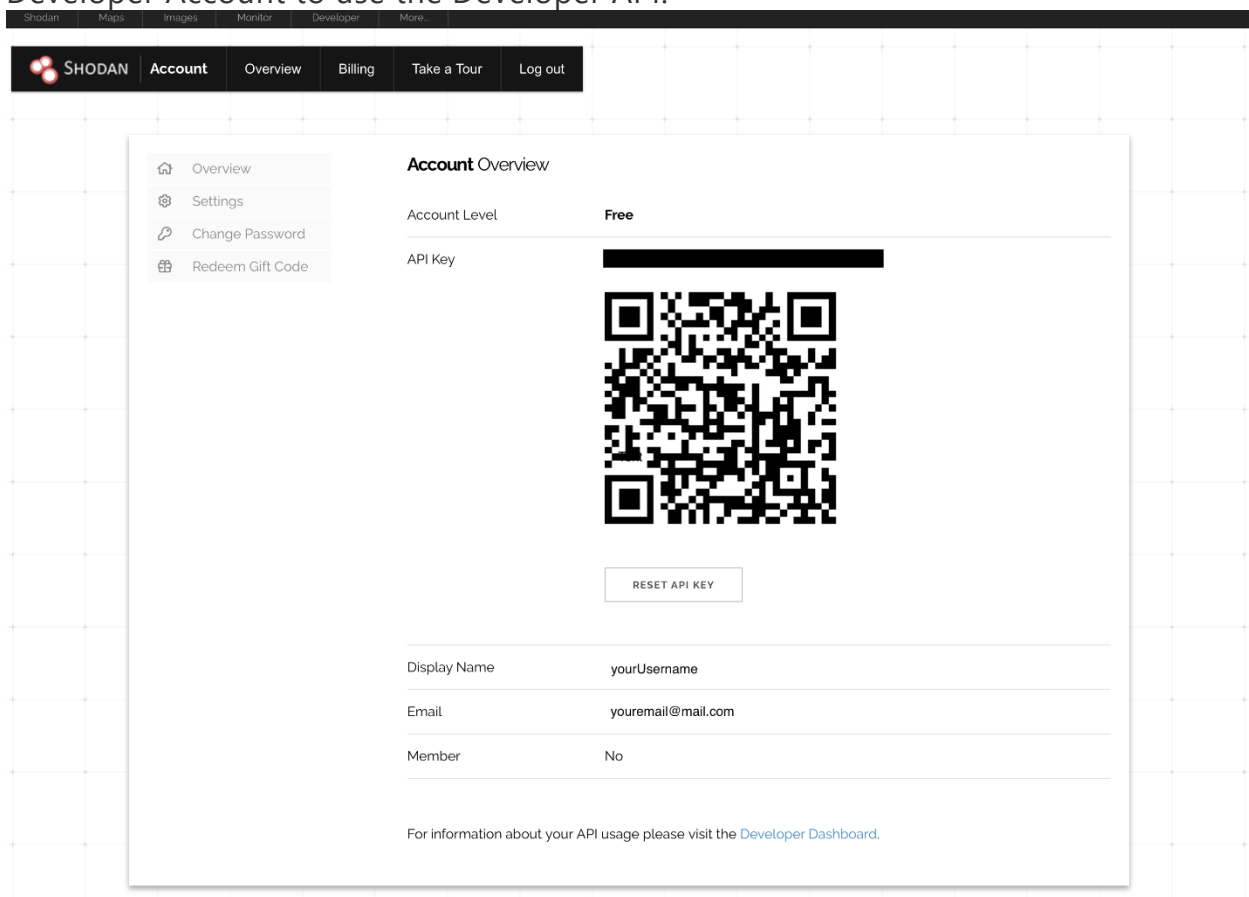 Developer Account to use the Developer API.
Shodan Maps Images Monitor Developer More...
SHODAN Account Overview Billing Take a Tour Log out
Overview
Settings
Change Password
Redeem Gift Code
Account Overview
Account Level Free
API Key
RESET API KEY
Display Name yourUsername
Email youremail@mail.com
Member No
For information about your API usage please visit the Developer Dashboard.